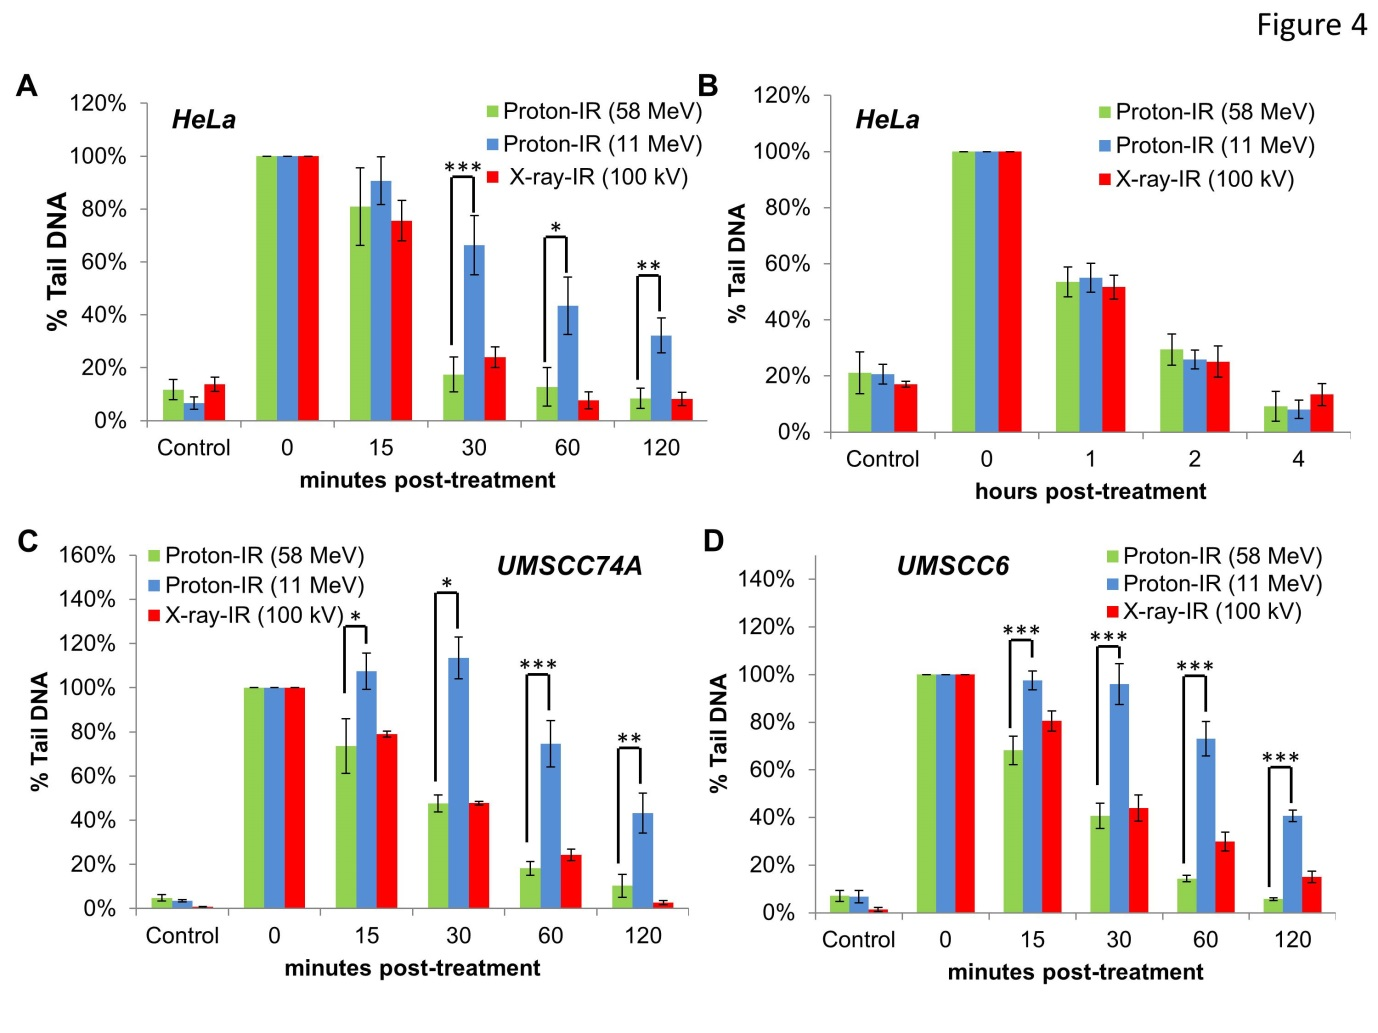 Figure 4
A
HeLa
Proton-IR (58 MeV)
Proton-IR (11 MeV)
X-ray-IR (100 kV)
% Tail DNA
120%
100%
80%
60%
40%
20%
0%
***
*
**
Control 0 15 30 60 120
minutes post-treatment
B
HeLa
Proton-IR (58 MeV)
Proton-IR (11 MeV)
X-ray-IR (100 kV)
% Tail DNA
120%
100%
80%
60%
40%
20%
0%
Control 0 1 2 4
hours post-treatment
C
UMSCC74A
Proton-IR (58 MeV)
Proton-IR (11 MeV)
X-ray-IR (100 kV)
% Tail DNA
160%
140%
120%
100%
80%
60%
40%
20%
0%
*
*
***
**
Control 0 15 30 60 120
minutes post-treatment
D
UMSCC6
Proton-IR (58 MeV)
Proton-IR (11 MeV)
X-ray-IR (100 kV)
% Tail DNA
140%
120%
100%
80%
60%
40%
20%
0%
***
***
***
***
Control 0 15 30 60 120
minutes post-treatment